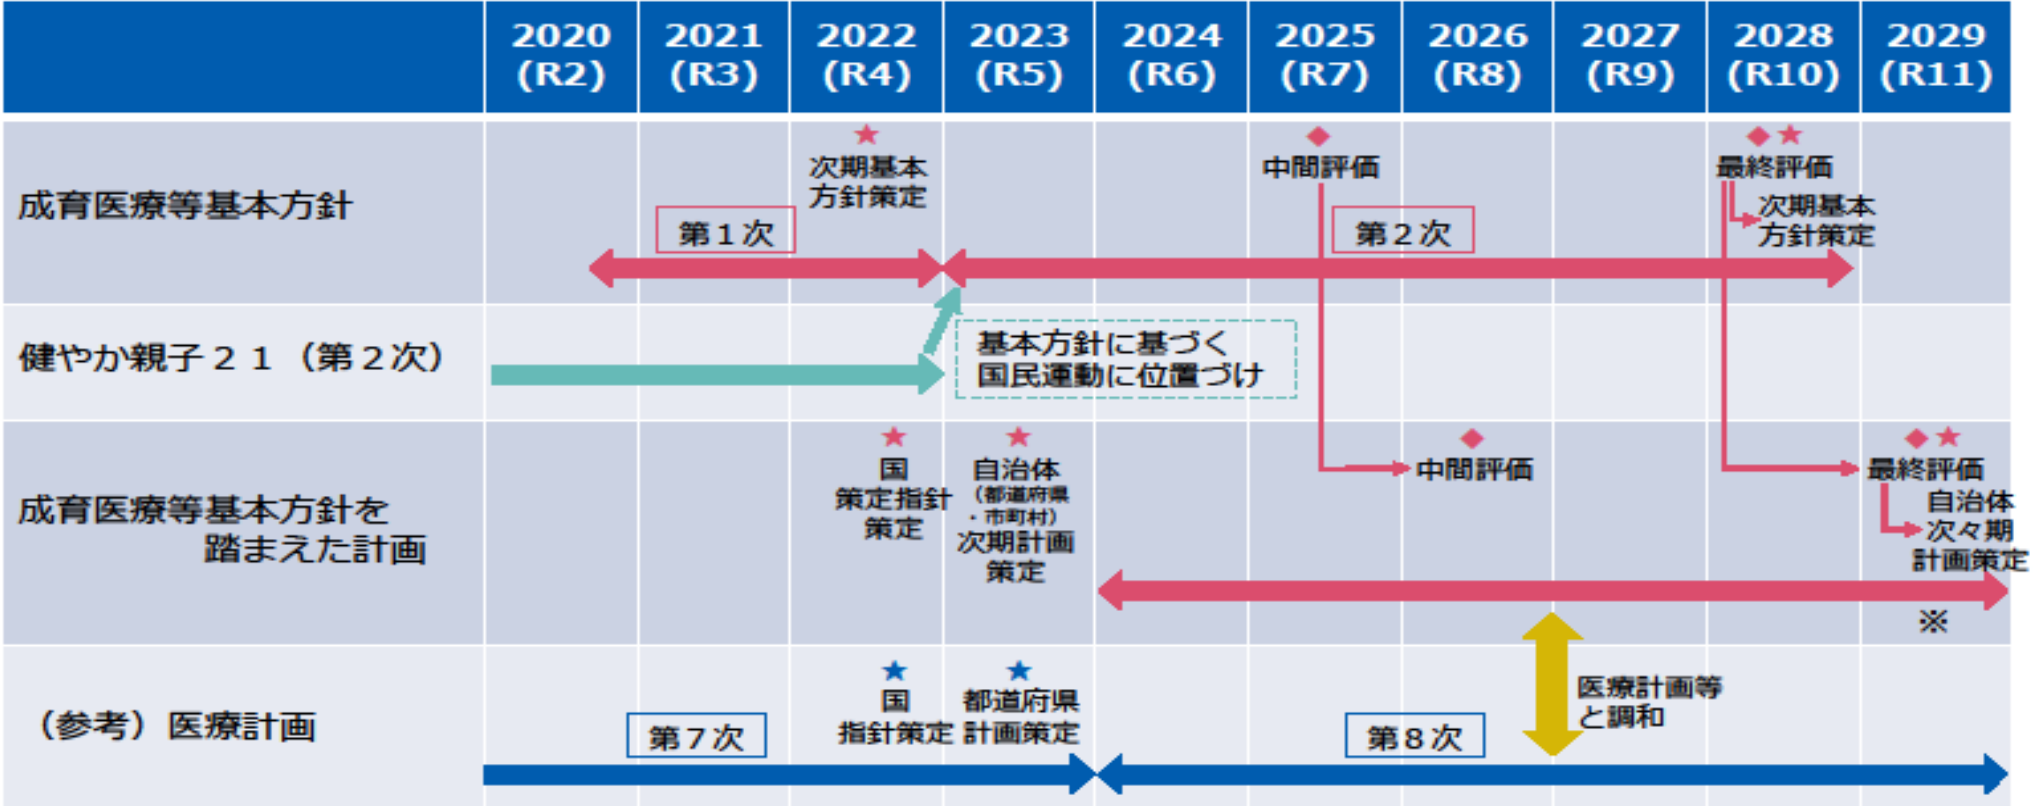 2020 2021 2022 2023 2024 2025 2026 2027 2028 2029
(R2) (R3) (R4) (R5) (R6) (R7) (R8) (R9) (R10) (R11)
成育医療等基本方針
★
次期基本
方針策定
◆
中間評価
◆★
最終評価
次期基本
方針策定
第１次
第２次
健やか親子２１（第２次）
基本方針に基づく
国民運動に位置づけ
成育医療等基本方針を
踏まえた計画
★
国
策定指針
策定
★
自治体
（都道府県
・市町村）
次期計画
策定
◆
中間評価
◆★
最終評価
自治体
次々期
計画策定
※
（参考）医療計画
★
国
指針策定
★
都道府県
計画策定
第７次
第８次
医療計画等
と調和